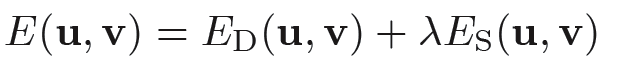 E(u, v) = E_D(u, v) + λE_S(u, v)